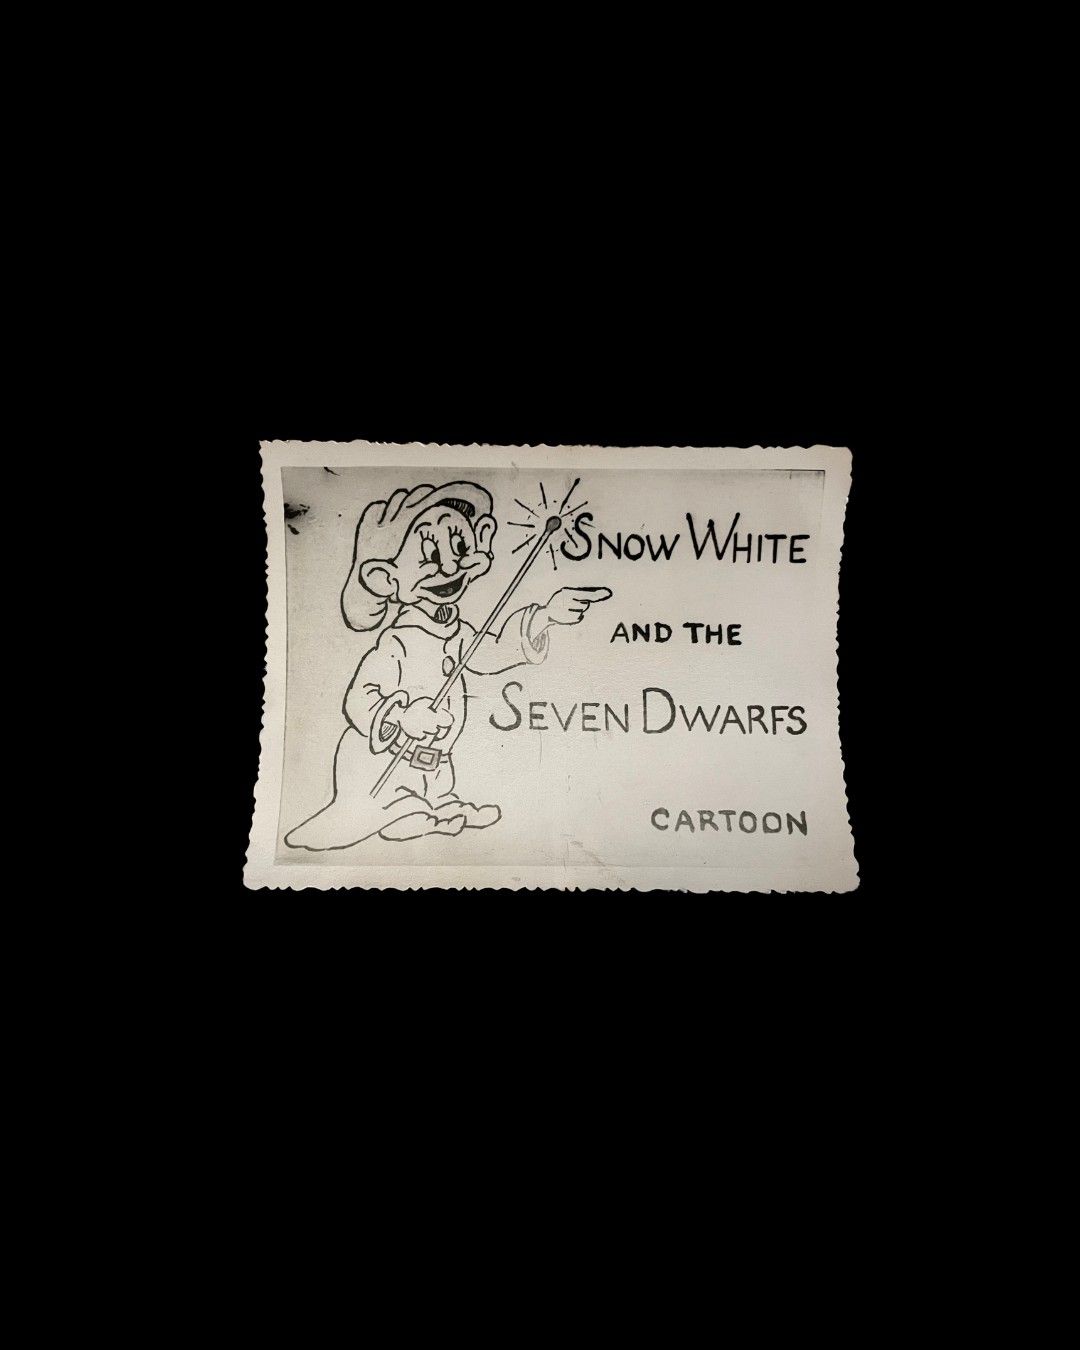 SNOW WHITE
AND THE
SEVEN DWARFS
CARTOON